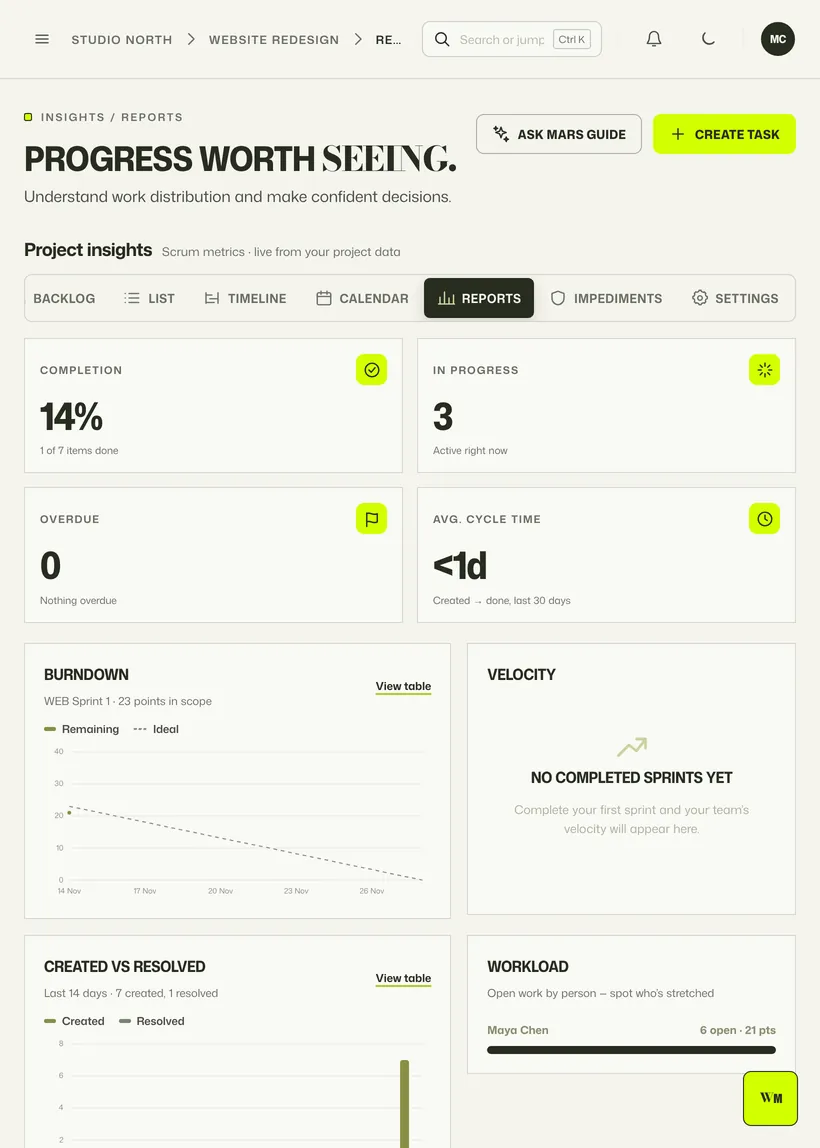 STUDIO NORTH WEBSITE REDESIGN RE... Search or jump Ctrl K MC
INSIGHTS / REPORTS
ASK MARS GUIDE CREATE TASK
PROGRESS WORTH SEEING.
Understand work distribution and make confident decisions.
Project insights Scrum metrics · live from your project data
BACKLOG LIST TIMELINE CALENDAR REPORTS IMPEDIMENTS SETTINGS
COMPLETION
14%
1 of 7 items done
IN PROGRESS
3
Active right now
OVERDUE
0
Nothing overdue
AVG. CYCLE TIME
<1d
Created → done, last 30 days
BURNDOWN
WEB Sprint 1 · 23 points in scope
View table
Remaining Ideal
40
30
20
10
0
14 Nov 17 Nov 20 Nov 23 Nov 26 Nov
VELOCITY
NO COMPLETED SPRINTS YET
Complete your first sprint and your team's
velocity will appear here.
CREATED VS RESOLVED
Last 14 days · 7 created, 1 resolved
View table
Created Resolved
8
6
4
2
WORKLOAD
Open work by person — spot who's stretched
Maya Chen 6 open · 21 pts
WM